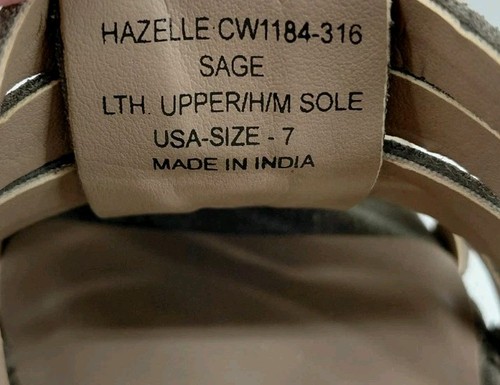 HAZELLE CW1184-316
SAGE
LTH. UPPER/H/M SOLE
USA-SIZE - 7
MADE IN INDIA